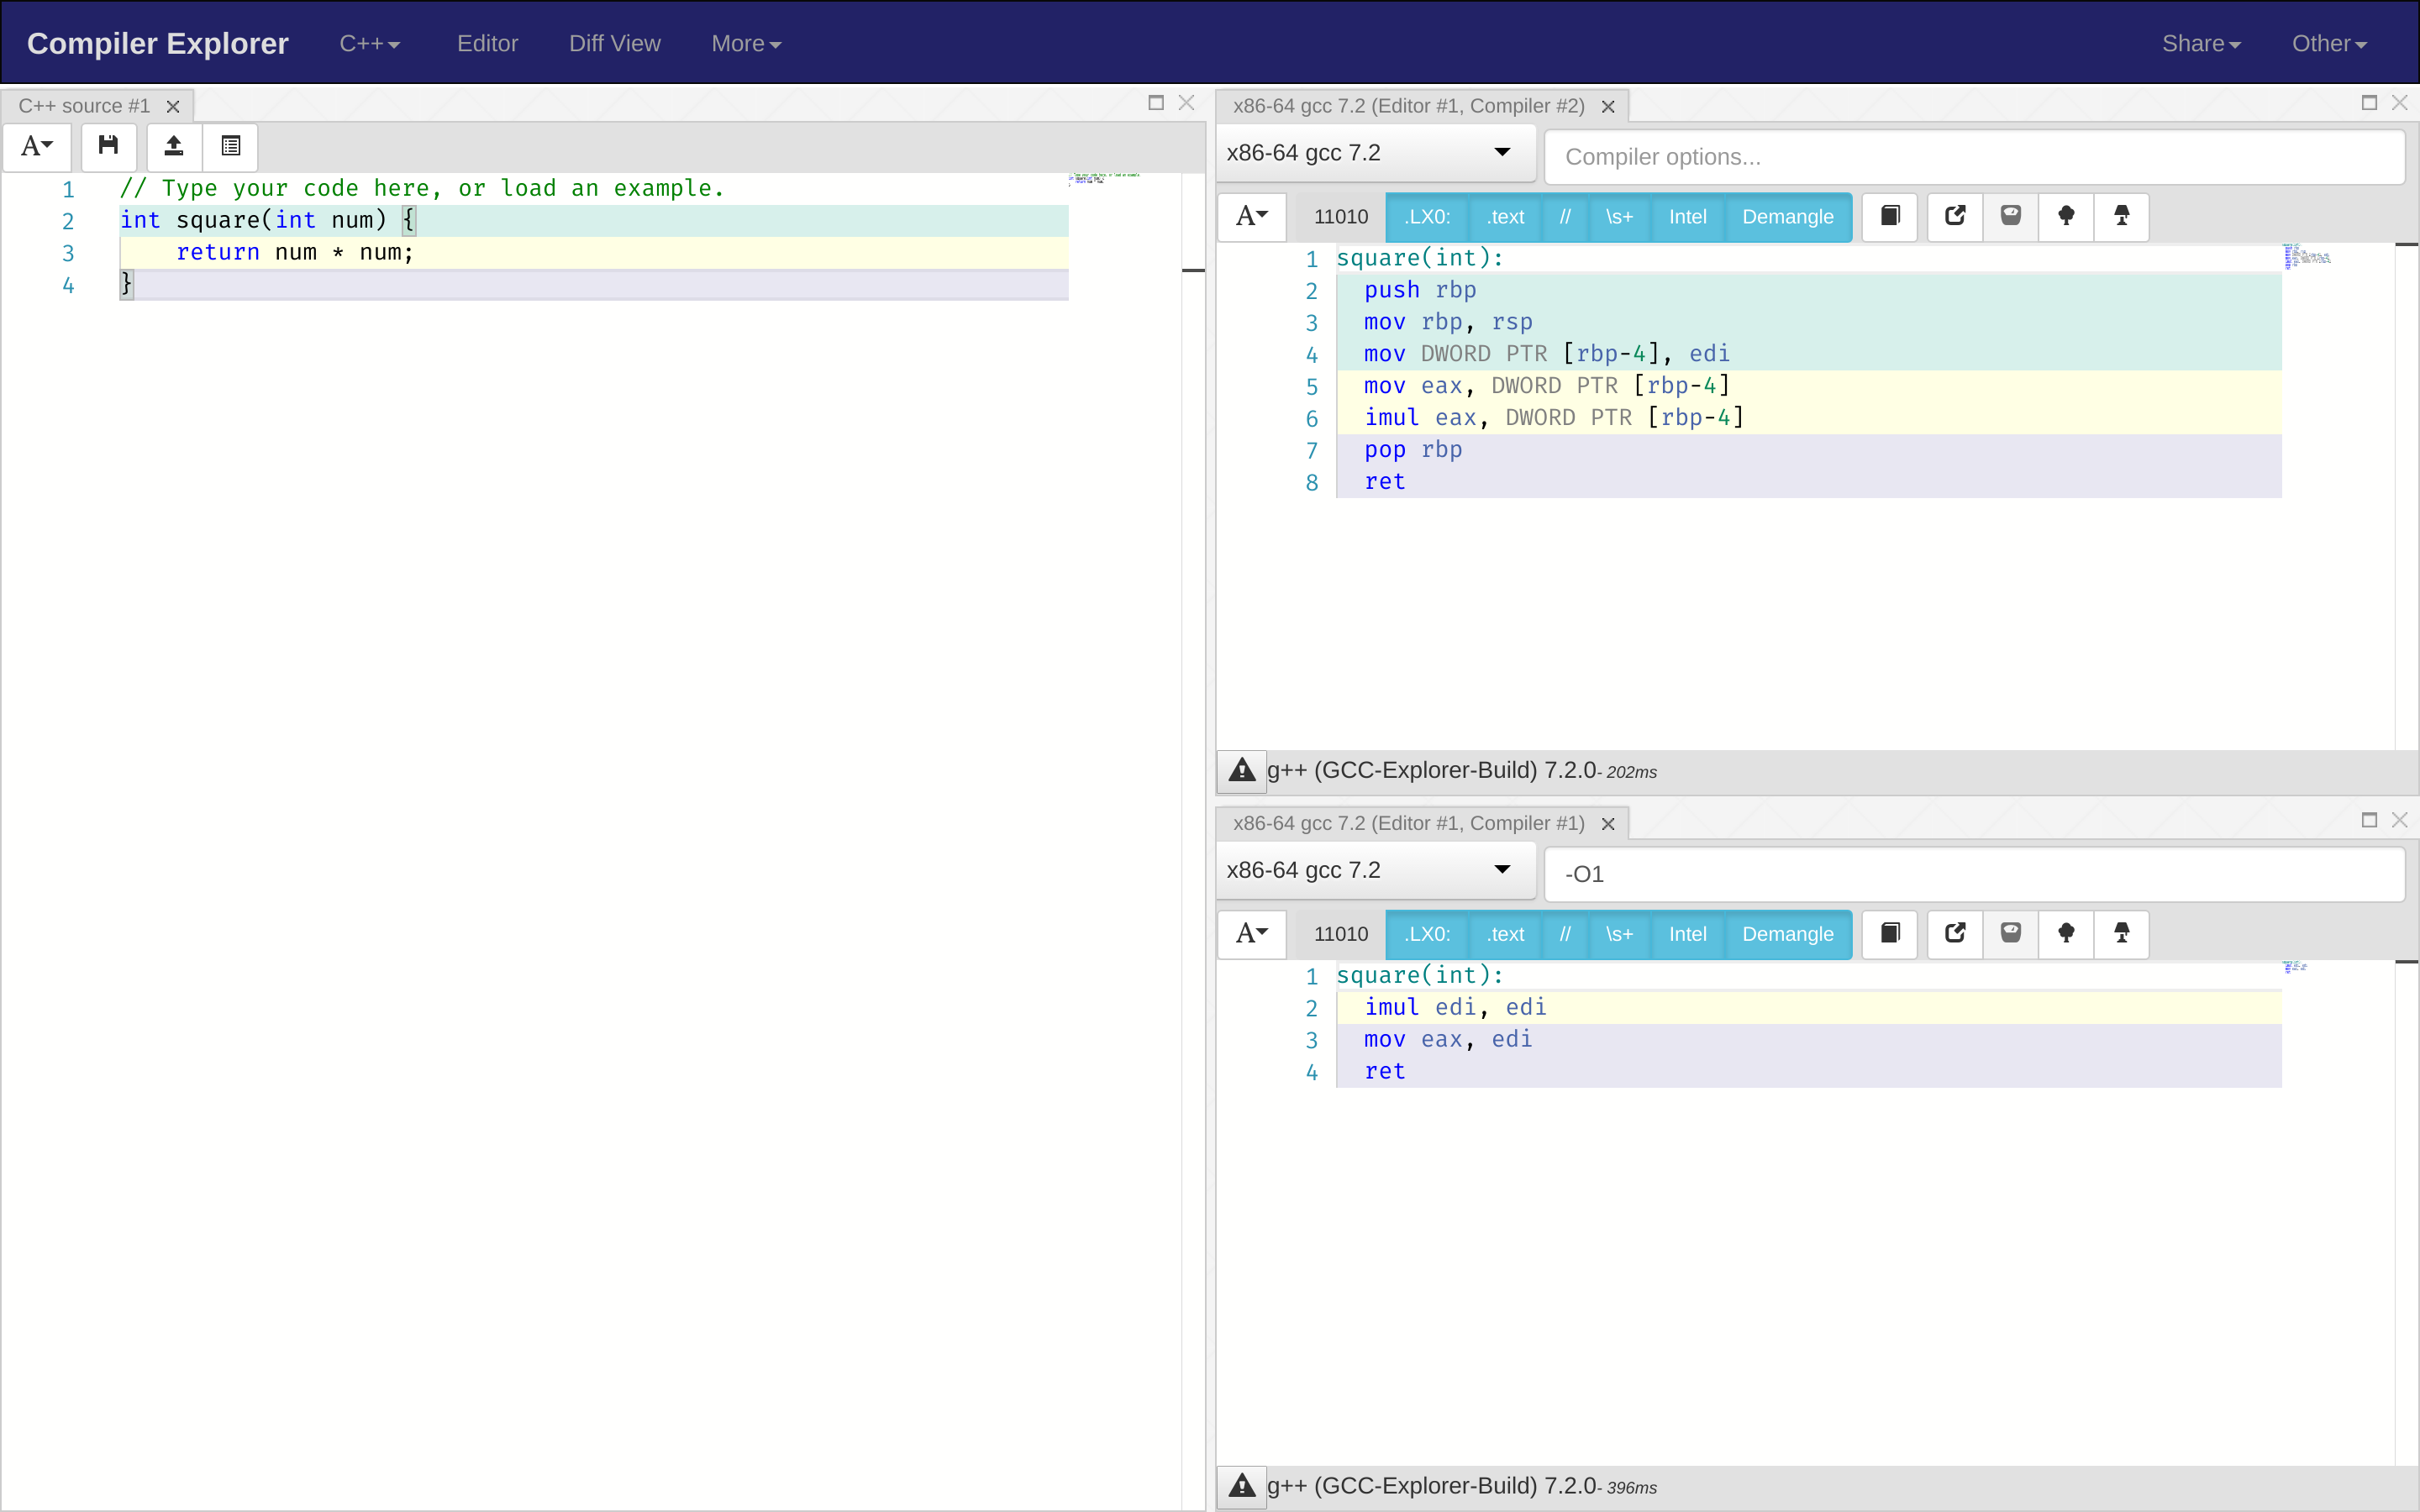 Compiler Explorer C++ Editor Diff View More Share Other
C++ source #1
A
1 // Type your code here, or load an example.
2 int square(int num) {
3     return num * num;
4 }
x86-64 gcc 7.2 (Editor #1, Compiler #2)
x86-64 gcc 7.2 Compiler options...
A 11010 .LX0: .text // \s+ Intel Demangle
1 square(int):
2   push rbp
3   mov rbp, rsp
4   mov DWORD PTR [rbp-4], edi
5   mov eax, DWORD PTR [rbp-4]
6   imul eax, DWORD PTR [rbp-4]
7   pop rbp
8   ret
g++ (GCC-Explorer-Build) 7.2.0- 202ms
x86-64 gcc 7.2 (Editor #1, Compiler #1)
x86-64 gcc 7.2 -O1
A 11010 .LX0: .text // \s+ Intel Demangle
1 square(int):
2   imul edi, edi
3   mov eax, edi
4   ret
g++ (GCC-Explorer-Build) 7.2.0- 396ms